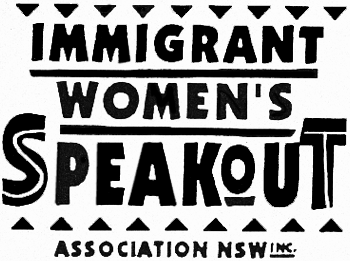 IMMIGRANT
WOMEN'S
SPEAKOUT
ASSOCIATION NSW INC.